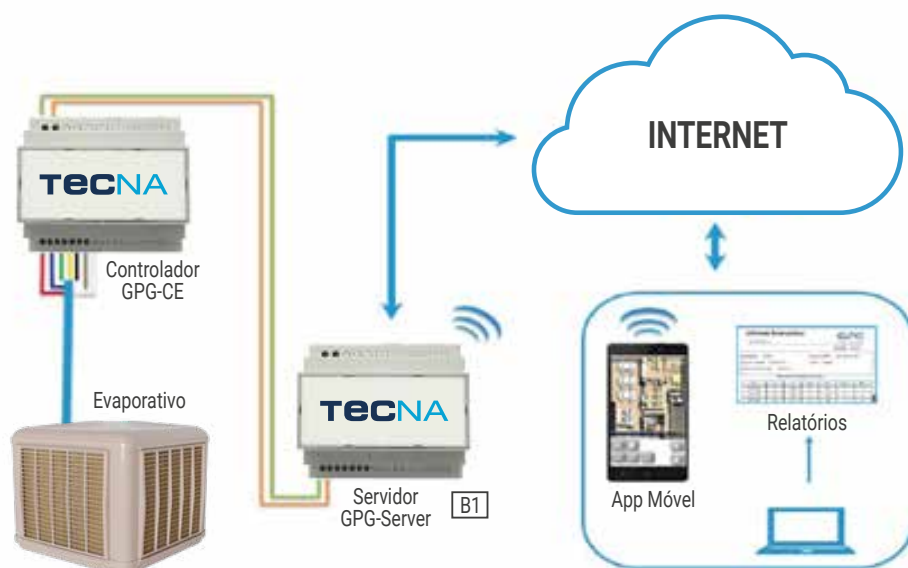 INTERNET
TECNA
Controlador
GPG-CE
Evaporativo
TECNA
Servidor
GPG-Server
B1
App Móvel
Relatórios